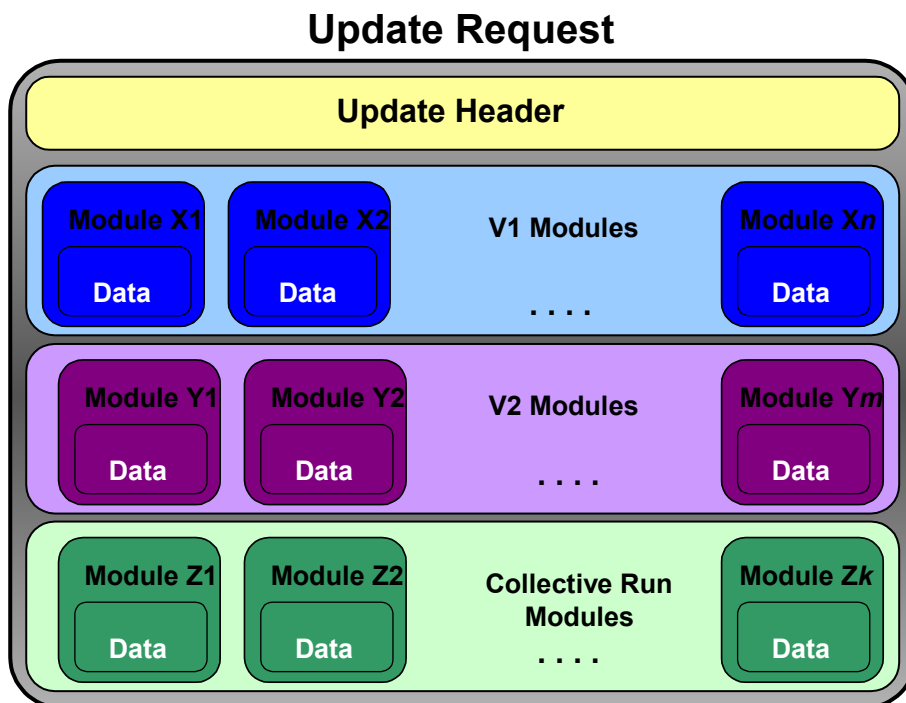 Update Request
Update Header
Module X1 Module X2 V1 Modules Module Xn
Data Data . . . . Data
Module Y1 Module Y2 V2 Modules Module Ym
Data Data . . . . Data
Module Z1 Module Z2 Collective Run Module Zk
Modules
Data Data . . . . Data